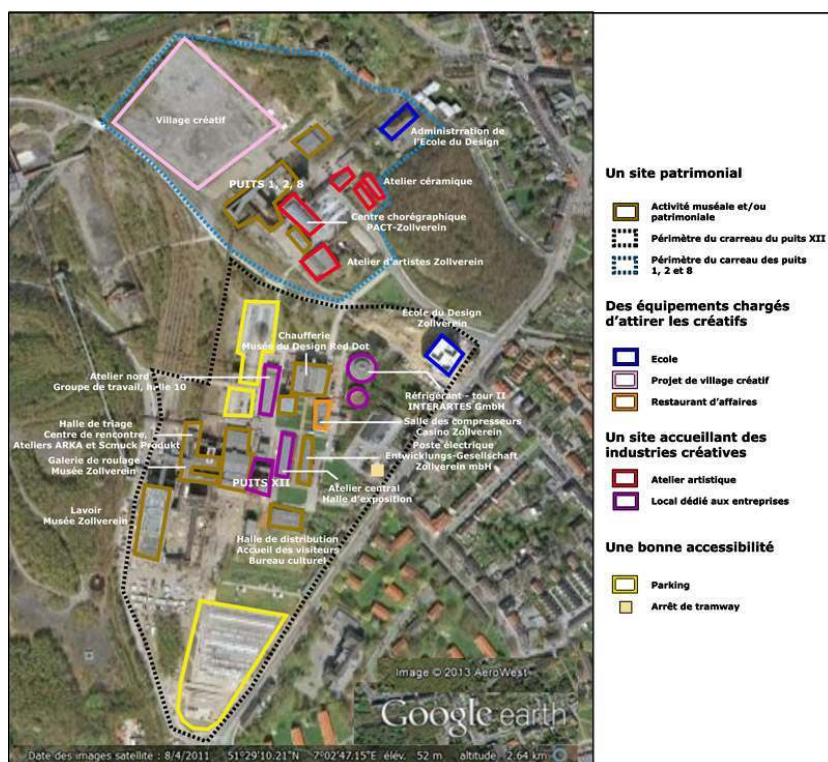 Village créatif
Administrration de
l'Ecole du Design
PUITS 1, 2, 8
Atelier céramique
Centre chorégraphique
PACT-Zollverein
Atelier d'artistes Zollverein
École du Design
Zollverein
Chaufferie
Musée du Design Red Dot
Atelier nord
Groupe de travail, halle 10
Réfrigérant - tour II
INTERARTES GmbH
Halle de triage
Centre de rencontre,
Ateliers ARKA et Scmuck Produkt
Salle des compresseurs
Casino Zollverein
Galerie de roulage
Musée Zollverein
Poste électrique
Entwicklungs-Gesellschaft
Zollverein mbH
PUITS XII
Atelier central
Halle d'exposition
Lavoir
Musée Zollverein
Halle de distribution
Accueil des visiteurs
Bureau culturel
Image © 2013 AeroWest
Google earth
Date des images satellite : 8/4/2011 51°29'10.21"N 7°02'47.15"E élév. 52 m altitude 2.64 km
Un site patrimonial
Activité muséale et/ou
patrimoniale
Périmètre du carreau du puits XII
Périmètre du carreau des puits
1, 2 et 8
Des équipements chargés
d'attirer les créatifs
Ecole
Projet de village créatif
Restaurant d'affaires
Un site accueillant des
industries créatives
Atelier artistique
Local dédié aux entreprises
Une bonne accessibilité
Parking
Arrêt de tramway